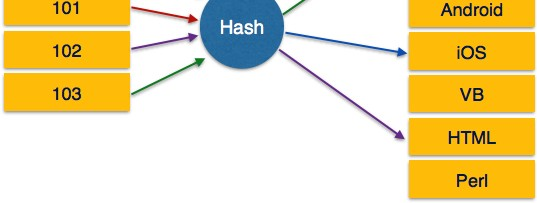 101
102
103
Hash
Android
iOS
VB
HTML
Perl